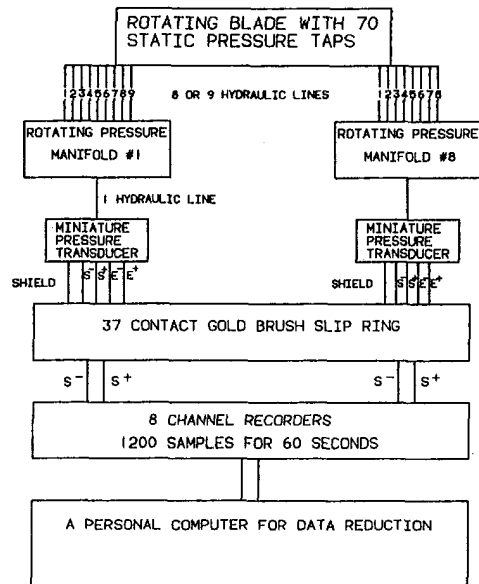 ROTATING BLADE WITH 70
STATIC PRESSURE TAPS
123456789
8 OR 9 HYDRAULIC LINES
12345678
ROTATING PRESSURE
MANIFOLD #1
ROTATING PRESSURE
MANIFOLD #8
1 HYDRAULIC LINE
MINIATURE
PRESSURE
TRANSDUCER
MINIATURE
PRESSURE
TRANSDUCER
SHIELD S⁻ S⁺ E⁻ E⁺
SHIELD S⁻ S⁺ E⁻ E⁺
37 CONTACT GOLD BRUSH SLIP RING
S⁻ S⁺
S⁻ S⁺
8 CHANNEL RECORDERS
1200 SAMPLES FOR 60 SECONDS
A PERSONAL COMPUTER FOR DATA REDUCTION